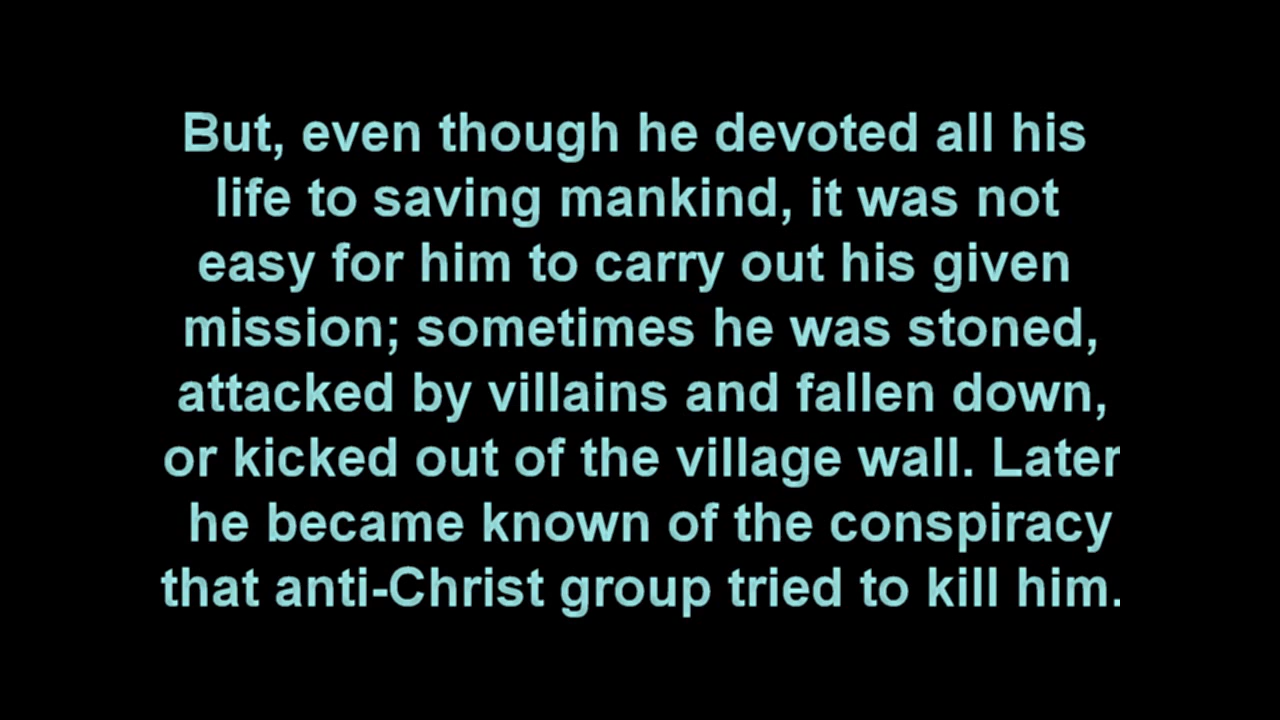 But, even though he devoted all his
life to saving mankind, it was not
easy for him to carry out his given
mission; sometimes he was stoned,
attacked by villains and fallen down,
or kicked out of the village wall. Later
he became known of the conspiracy
that anti-Christ group tried to kill him.